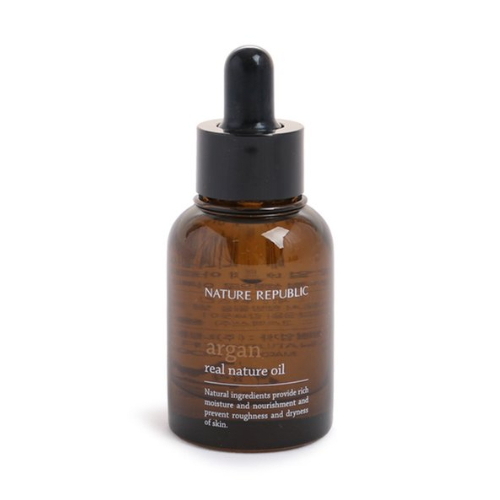 NATURE REPUBLIC
argan
real nature oil
Natural ingredients provide rich
moisture and nourishment and
prevent roughness and dryness
of skin.